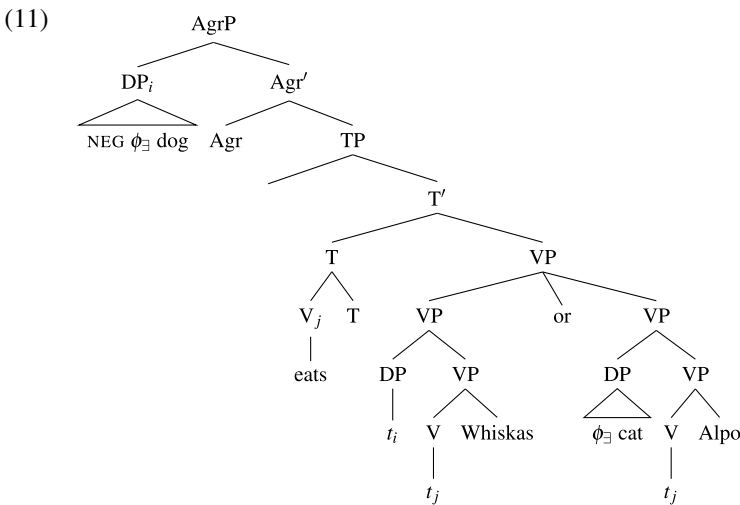 (11) AgrP
DPᵢ Agr′
NEG ϕ∃ dog Agr TP
T′
T VP
Vⱼ T VP or VP
eats DP VP DP VP
tᵢ V Whiskas ϕ∃ cat V Alpo
tⱼ tⱼ